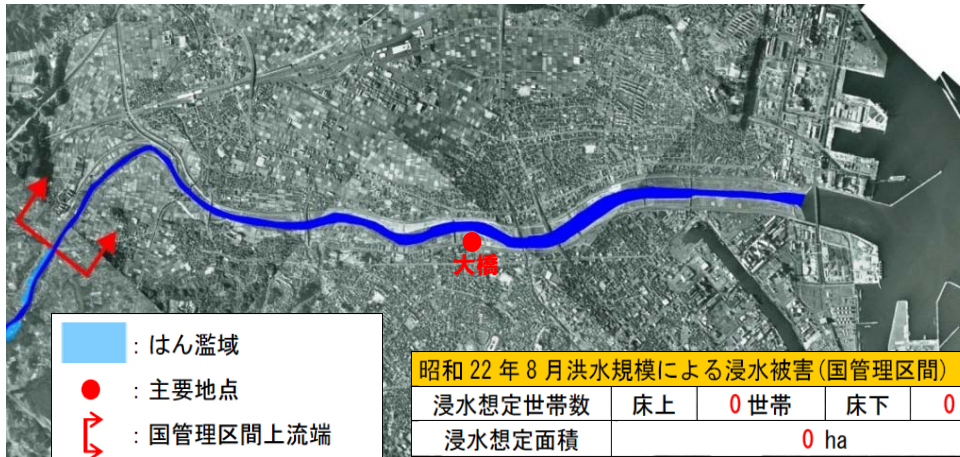 大橋
：はん濫域
：主要地点
：国管理区間上流端
昭和 22 年 8 月洪水規模による浸水被害(国管理区間)
浸水想定世帯数 床上 0 世帯 床下 0
浸水想定面積 0 ha